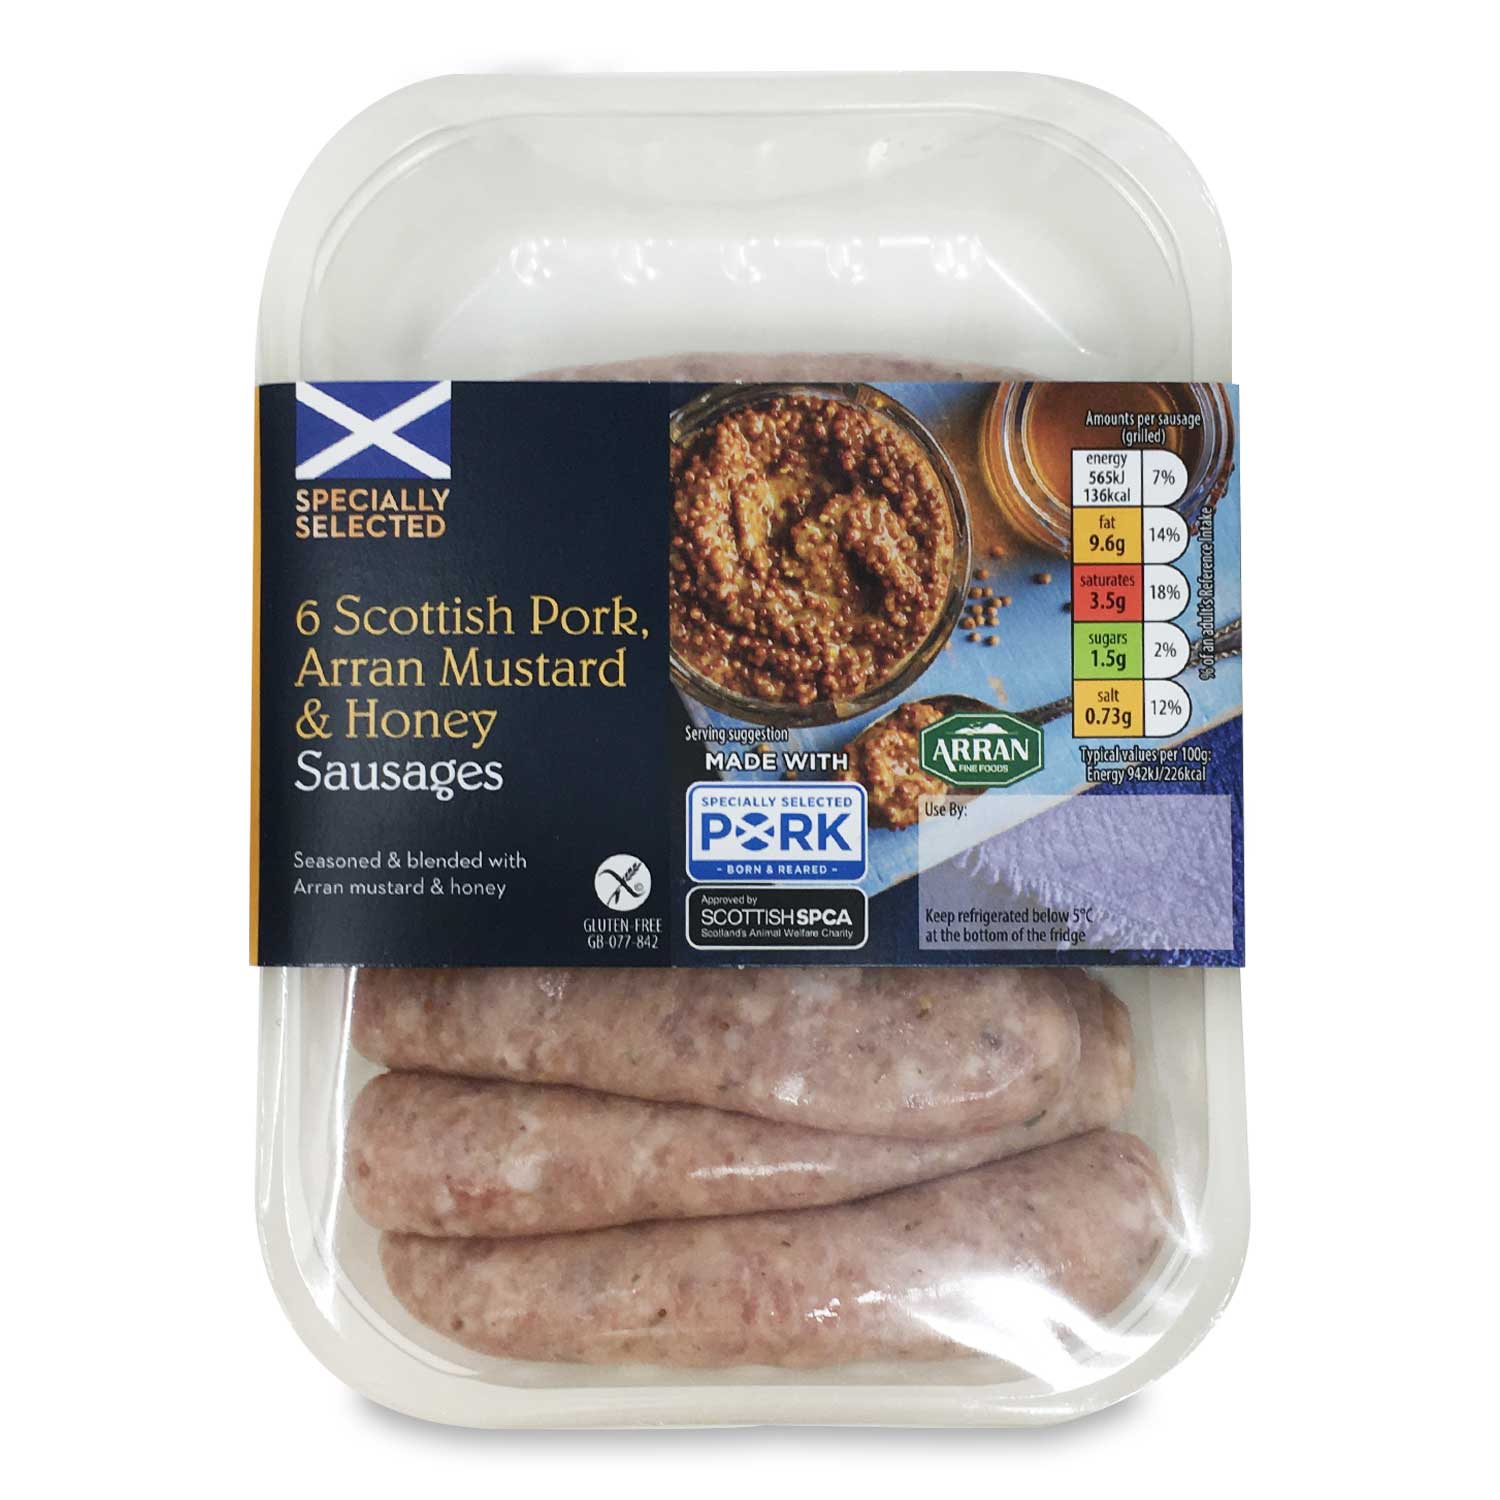 SPECIALLY
SELECTED
6 Scottish Pork,
Arran Mustard
& Honey
Sausages
Seasoned & blended with
Arran mustard & honey
GLUTEN-FREE
GB-077-842
Serving suggestion
MADE WITH
SPECIALLY SELECTED
PORK
- BORN & REARED -
Approved by
SCOTTISH SPCA
Scotland's Animal Welfare Charity
ARRAN
FINE FOODS
Amounts per sausage
(grilled)
energy
565kJ
136kcal
7%
fat
9.6g
14%
saturates
3.5g
18%
sugars
1.5g
2%
salt
0.73g
12%
% of an adult's Reference Intake
Typical values per 100g:
Energy 942kJ/226kcal
Use By:
Keep refrigerated below 5°C
at the bottom of the fridge